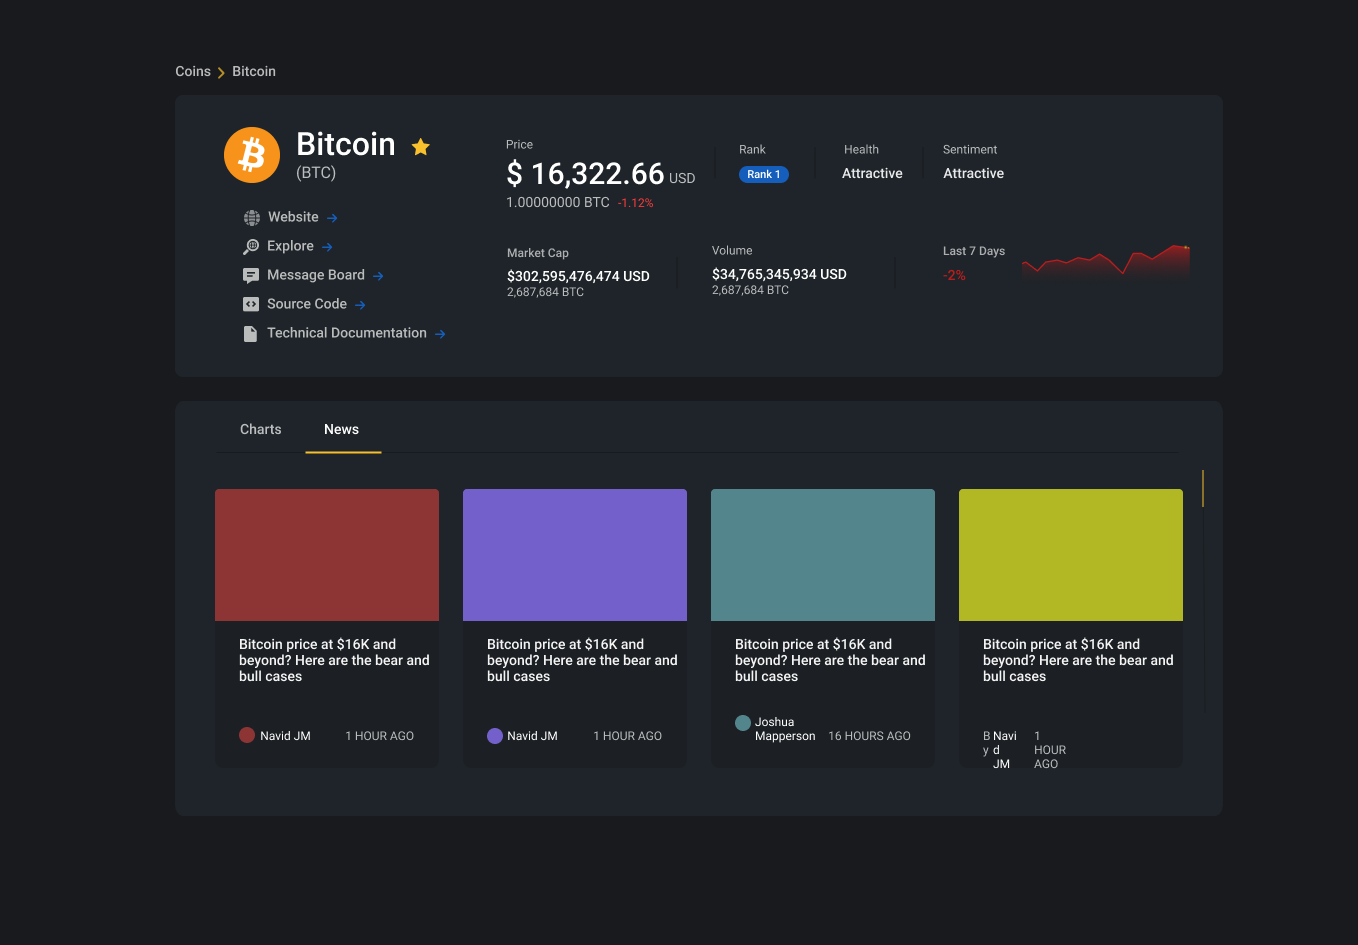 Coins Bitcoin
Bitcoin
(BTC)
Website
Explore
Message Board
Source Code
Technical Documentation
Price
$ 16,322.66 USD
1.00000000 BTC -1.12%
Rank
Rank 1
Health
Attractive
Sentiment
Attractive
Market Cap
$302,595,476,474 USD
2,687,684 BTC
Volume
$34,765,345,934 USD
2,687,684 BTC
Last 7 Days
-2%
Charts
News
Bitcoin price at $16K and
beyond? Here are the bear and
bull cases
Navid JM 1 HOUR AGO
Bitcoin price at $16K and
beyond? Here are the bear and
bull cases
Navid JM 1 HOUR AGO
Bitcoin price at $16K and
beyond? Here are the bear and
bull cases
Joshua
Mapperson 16 HOURS AGO
Bitcoin price at $16K and
beyond? Here are the bear and
bull cases
B
y
Navi
d
JM
1
HOUR
AGO